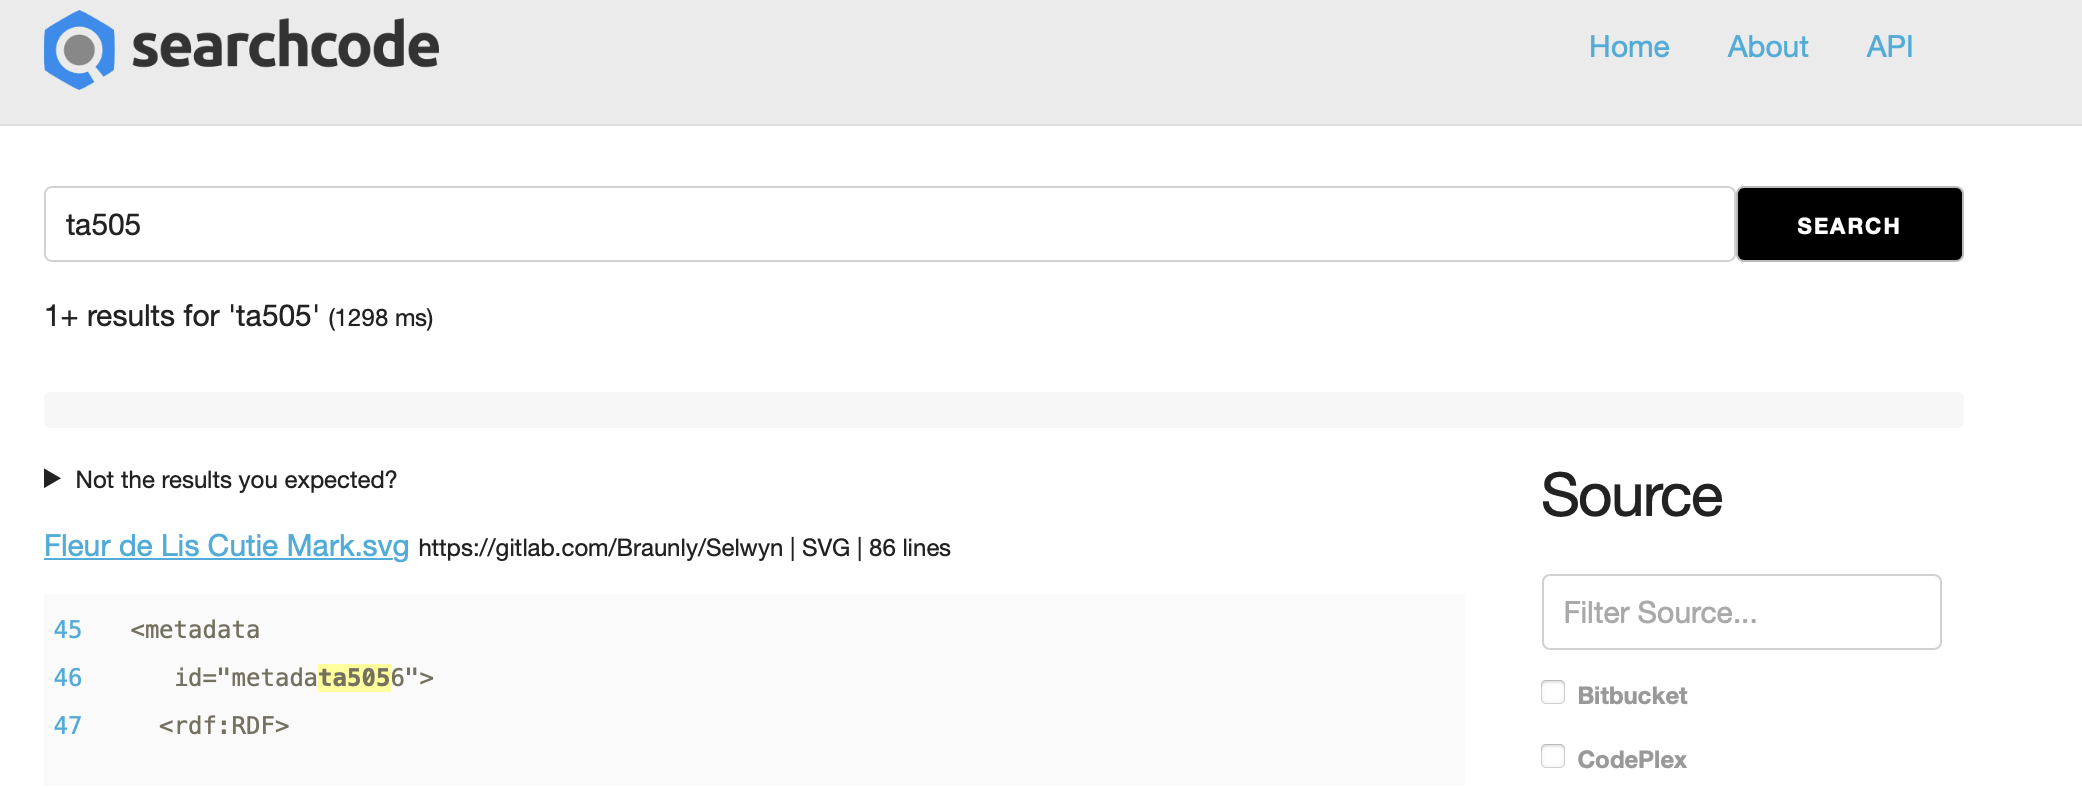 searchcode
Home About API
ta505
SEARCH
1+ results for 'ta505' (1298 ms)
Not the results you expected?
Source
Fleur de Lis Cutie Mark.svg https://gitlab.com/Braunly/Selwyn | SVG | 86 lines
Filter Source...
45 <metadata
46 id="metadata5056">
47 <rdf:RDF>
Bitbucket
CodePlex